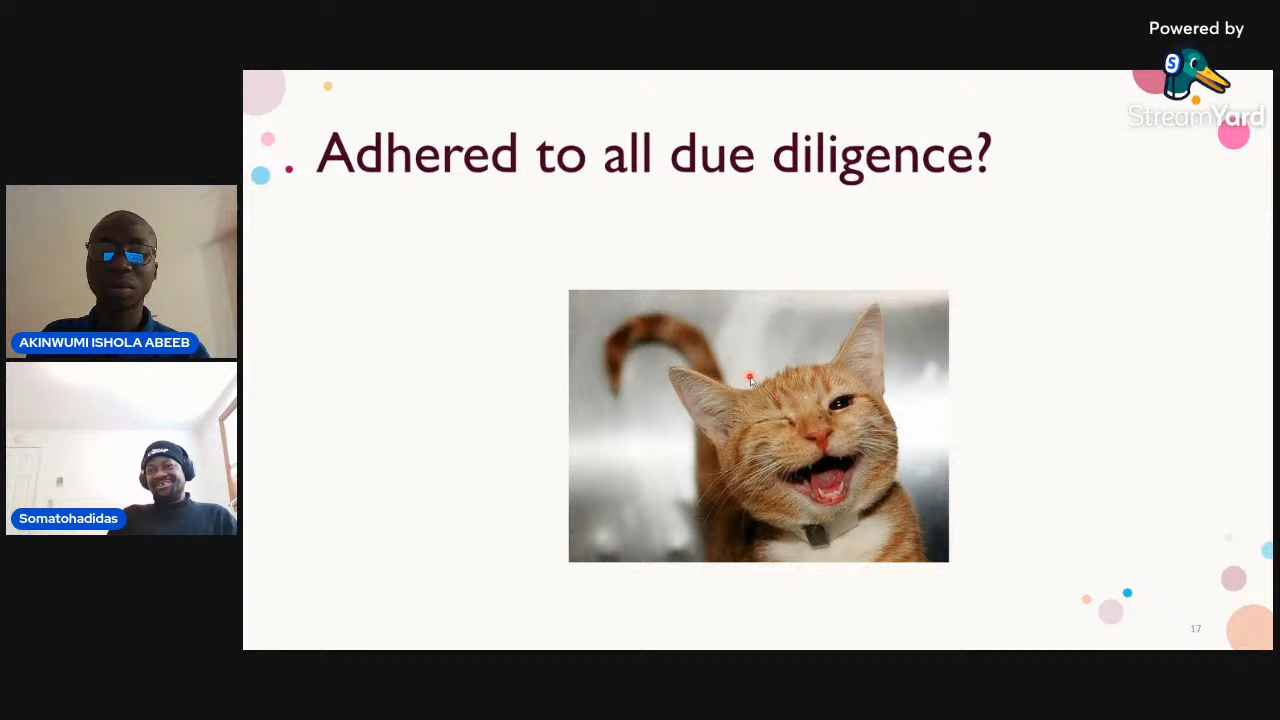 Powered by
StreamYard
. Adhered to all due diligence?
AKINWUMI ISHOLA ABEEB
Somatohadidas
17